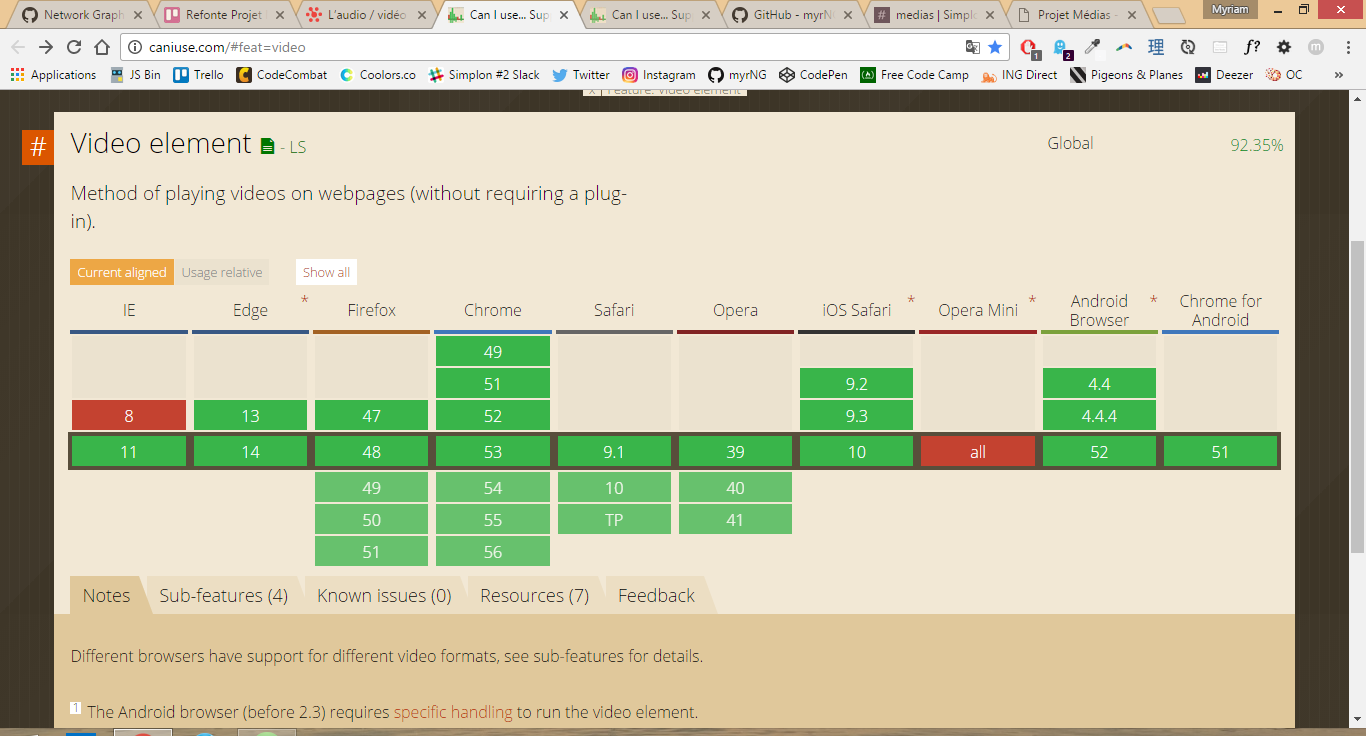 Network Graph
Refonte Projet
L'audio / vidéo
Can I use... Sup
Can I use... Sup
GitHub - myrN
medias | Simplo
Projet Médias -
Myriam
caniuse.com/#feat=video
1
2
理
f?
m
Applications
JS Bin
Trello
CodeCombat
Coolors.co
Simplon #2 Slack
Twitter
Instagram
myrNG
CodePen
Free Code Camp
ING Direct
Pigeons & Planes
Deezer
OC
»
x | Feature: Video element
# Video element - LS
Global 92.35%
Method of playing videos on webpages (without requiring a plug-
in).
Current aligned Usage relative Show all
IE Edge * Firefox Chrome Safari Opera iOS Safari * Opera Mini * Android Browser * Chrome for Android
49
51 9.2 4.4
8 13 47 52 9.3 4.4.4
11 14 48 53 9.1 39 10 all 52 51
49 54 10 40
50 55 TP 41
51 56
Notes Sub-features (4) Known issues (0) Resources (7) Feedback
Different browsers have support for different video formats, see sub-features for details.
1 The Android browser (before 2.3) requires specific handling to run the video element.